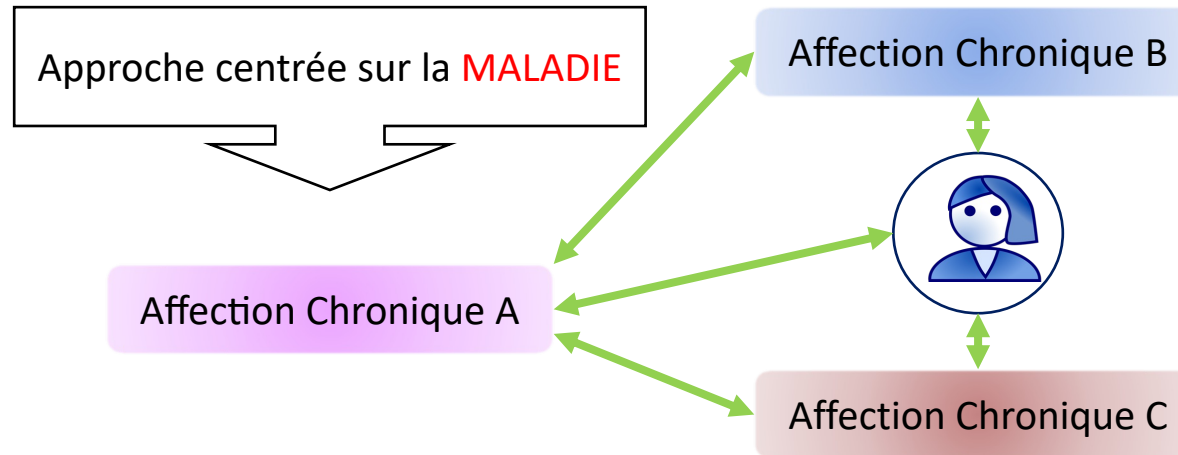 Approche centrée sur la MALADIE
Affection Chronique B
Affection Chronique A
Affection Chronique C